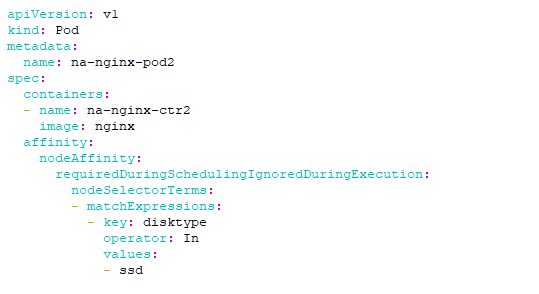 apiVersion: v1
kind: Pod
metadata:
  name: na-nginx-pod2
spec:
  containers:
  - name: na-nginx-ctr2
    image: nginx
  affinity:
    nodeAffinity:
      requiredDuringSchedulingIgnoredDuringExecution:
        nodeSelectorTerms:
        - matchExpressions:
          - key: disktype
            operator: In
            values:
            - ssd